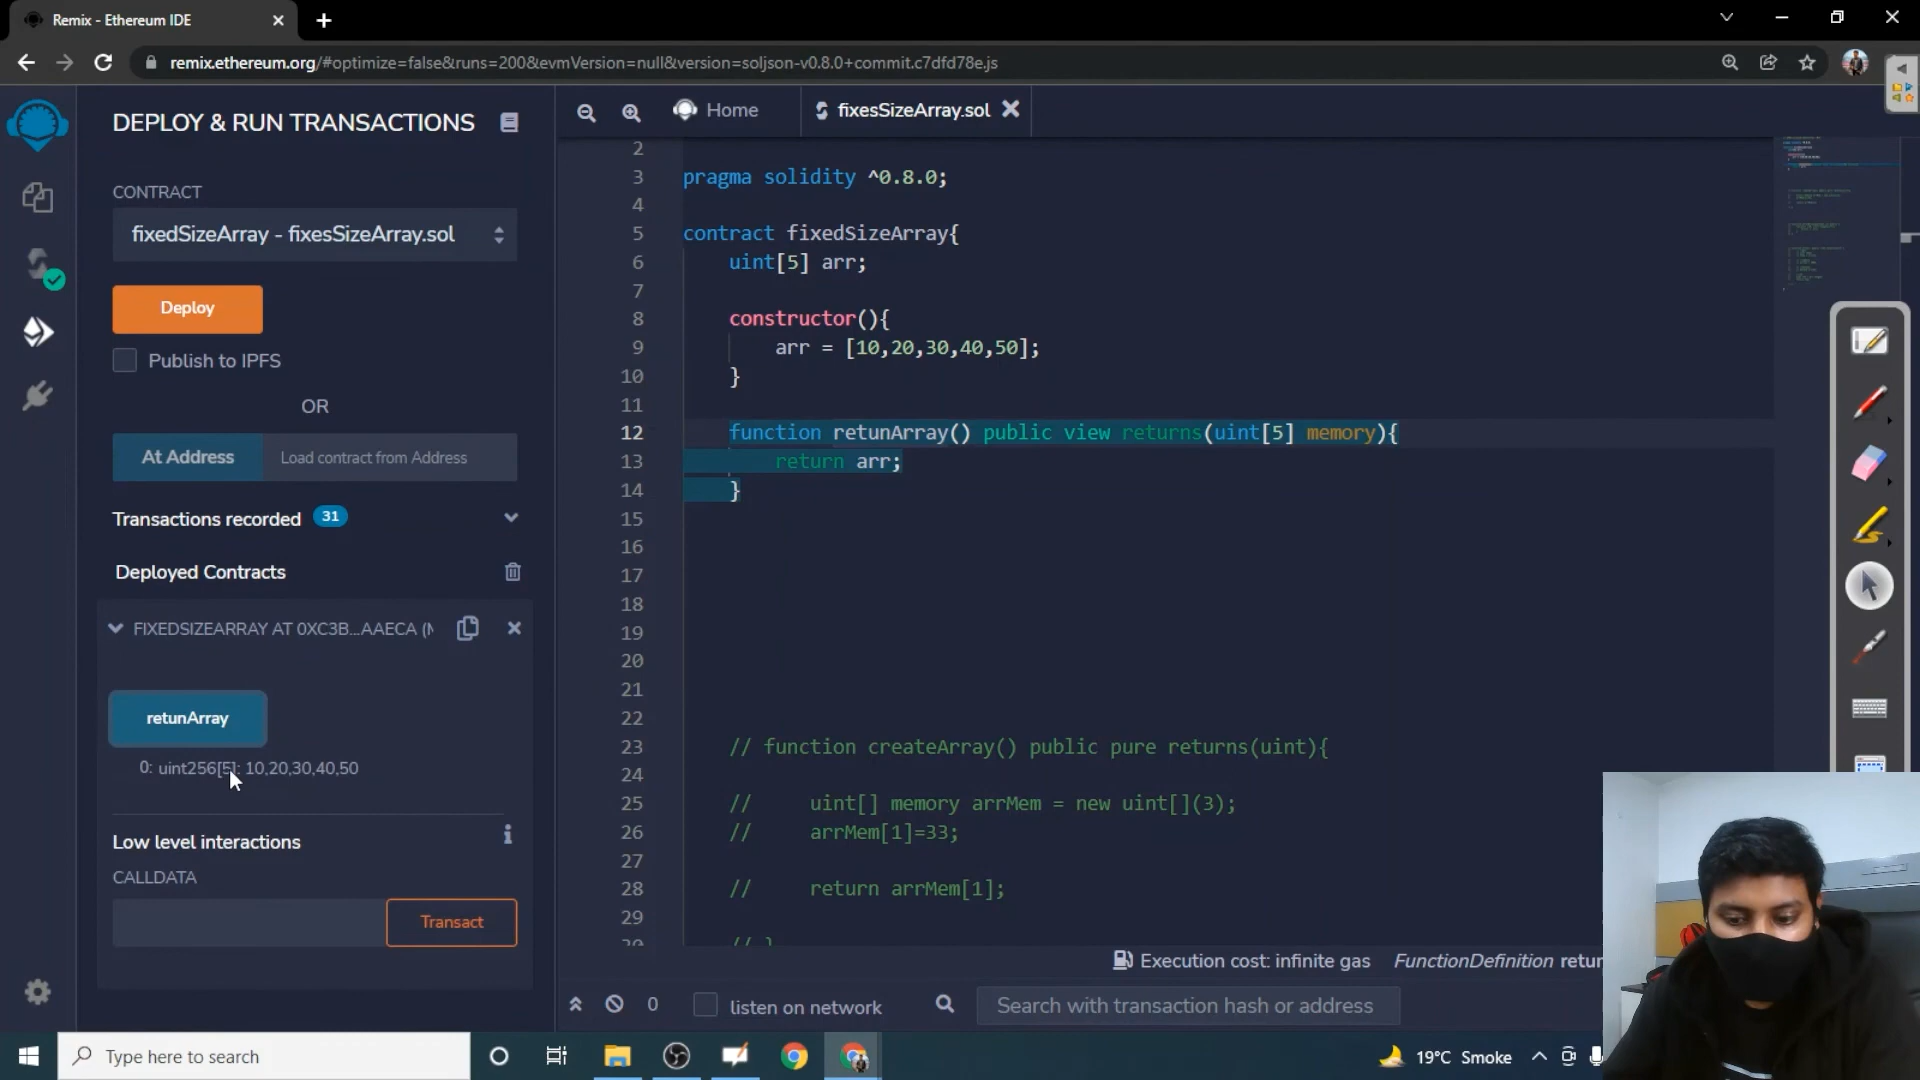 Remix - Ethereum IDE
remix.ethereum.org/#optimize=false&runs=200&evmVersion=null&version=soljson-v0.8.0+commit.c7dfd78e.js
DEPLOY & RUN TRANSACTIONS
CONTRACT
fixedSizeArray - fixesSizeArray.sol
Deploy
Publish to IPFS
OR
At Address
Load contract from Address
Transactions recorded 31
Deployed Contracts
FIXEDSIZEARRAY AT 0XC3B...AAECA (M
retunArray
0: uint256[5]: 10,20,30,40,50
Low level interactions
CALLDATA
Transact
Home
fixesSizeArray.sol
2
3 pragma solidity ^0.8.0;
4
5 contract fixedSizeArray{
6 uint[5] arr;
7
8 constructor(){
9 arr = [10,20,30,40,50];
10 }
11
12 function retunArray() public view returns(uint[5] memory){
13 return arr;
14 }
15
16
17
18
19
20
21
22
23 // function createArray() public pure returns(uint){
24
25 // uint[] memory arrMem = new uint[](3);
26 // arrMem[1]=33;
27
28 // return arrMem[1];
29
30 // }
Execution cost: infinite gas FunctionDefinition retur
0
listen on network
Search with transaction hash or address
Type here to search
19°C Smoke